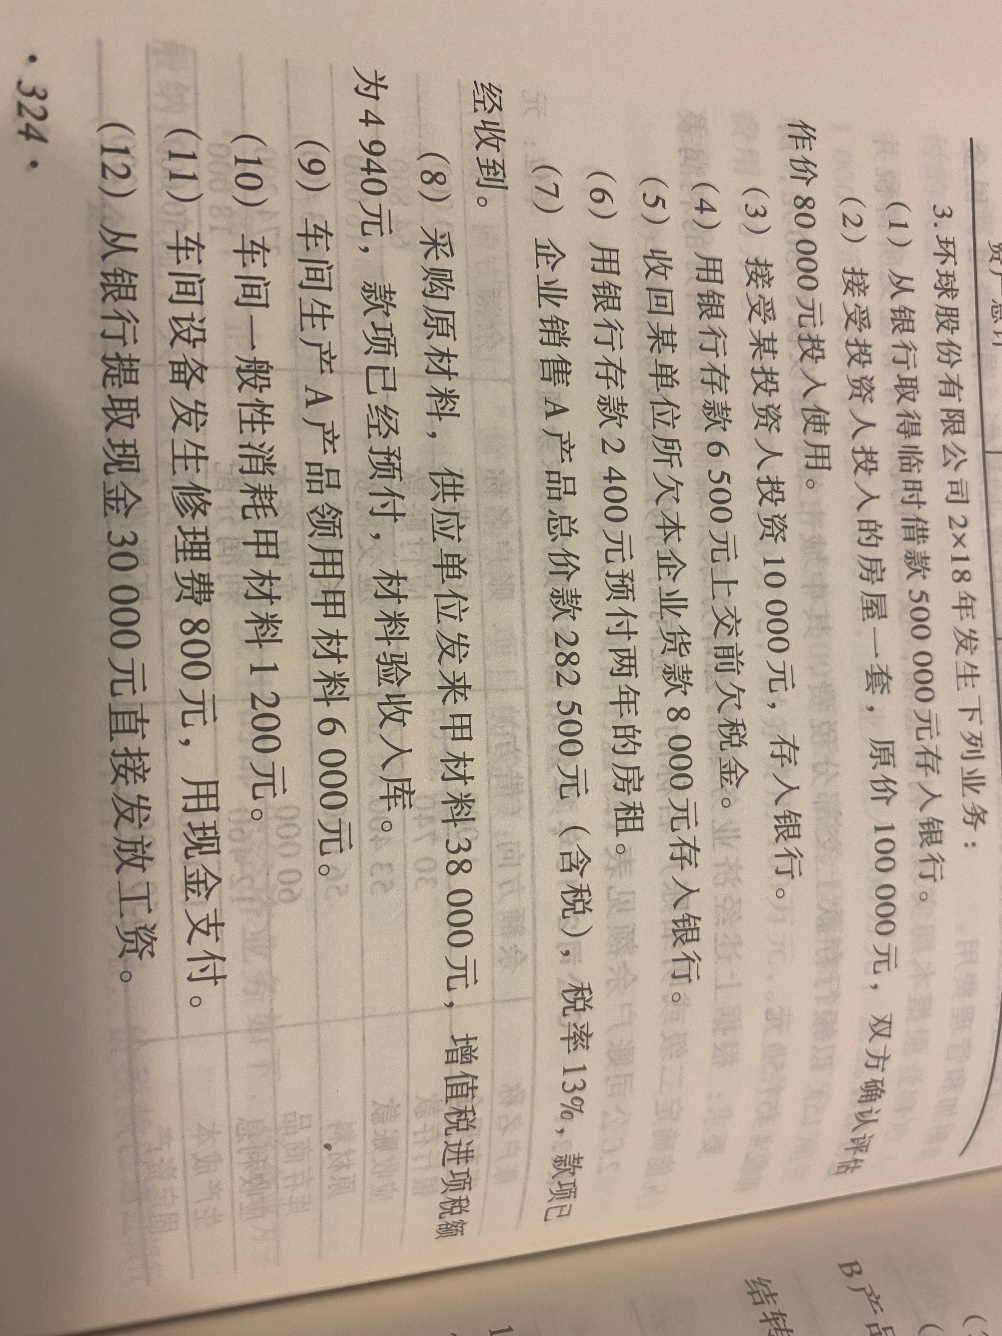 资产总计
3.环球股份有限公司2×18年发生下列业务：
（1）从银行取得临时借款500 000元存入银行。
（2）接受投资人投入的房屋一套，原价100 000元，双方确认评估
作价80 000元投入使用。
（3）接受某投资人投资10 000元，存入银行。
（4）用银行存款6 500元上交前欠税金。
（5）收回某单位所欠本企业货款8 000元存入银行。
（6）用银行存款2 400元预付两年的房租。
（7）企业销售A产品总价款282 500元（含税），税率13%，款项已
经收到。
（8）采购原材料，供应单位发来甲材料38 000元，增值税进项税额
为4 940元，款项已经预付，材料验收入库。
（9）车间生产A产品领用甲材料6 000元。
（10）车间一般性消耗甲材料1 200元。
（11）车间设备发生修理费800元，用现金支付。
（12）从银行提取现金30 000元直接发放工资。
·324·
B产品
结转